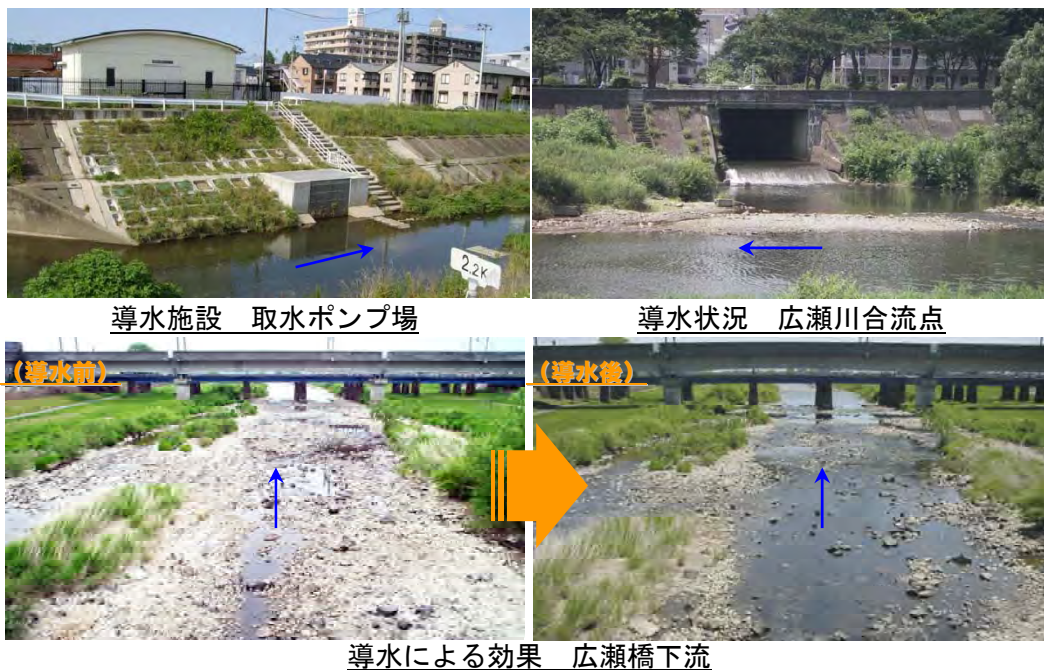 2.2K
導水施設　取水ポンプ場
導水状況　広瀬川合流点
(導水前)
(導水後)
導水による効果　広瀬橋下流